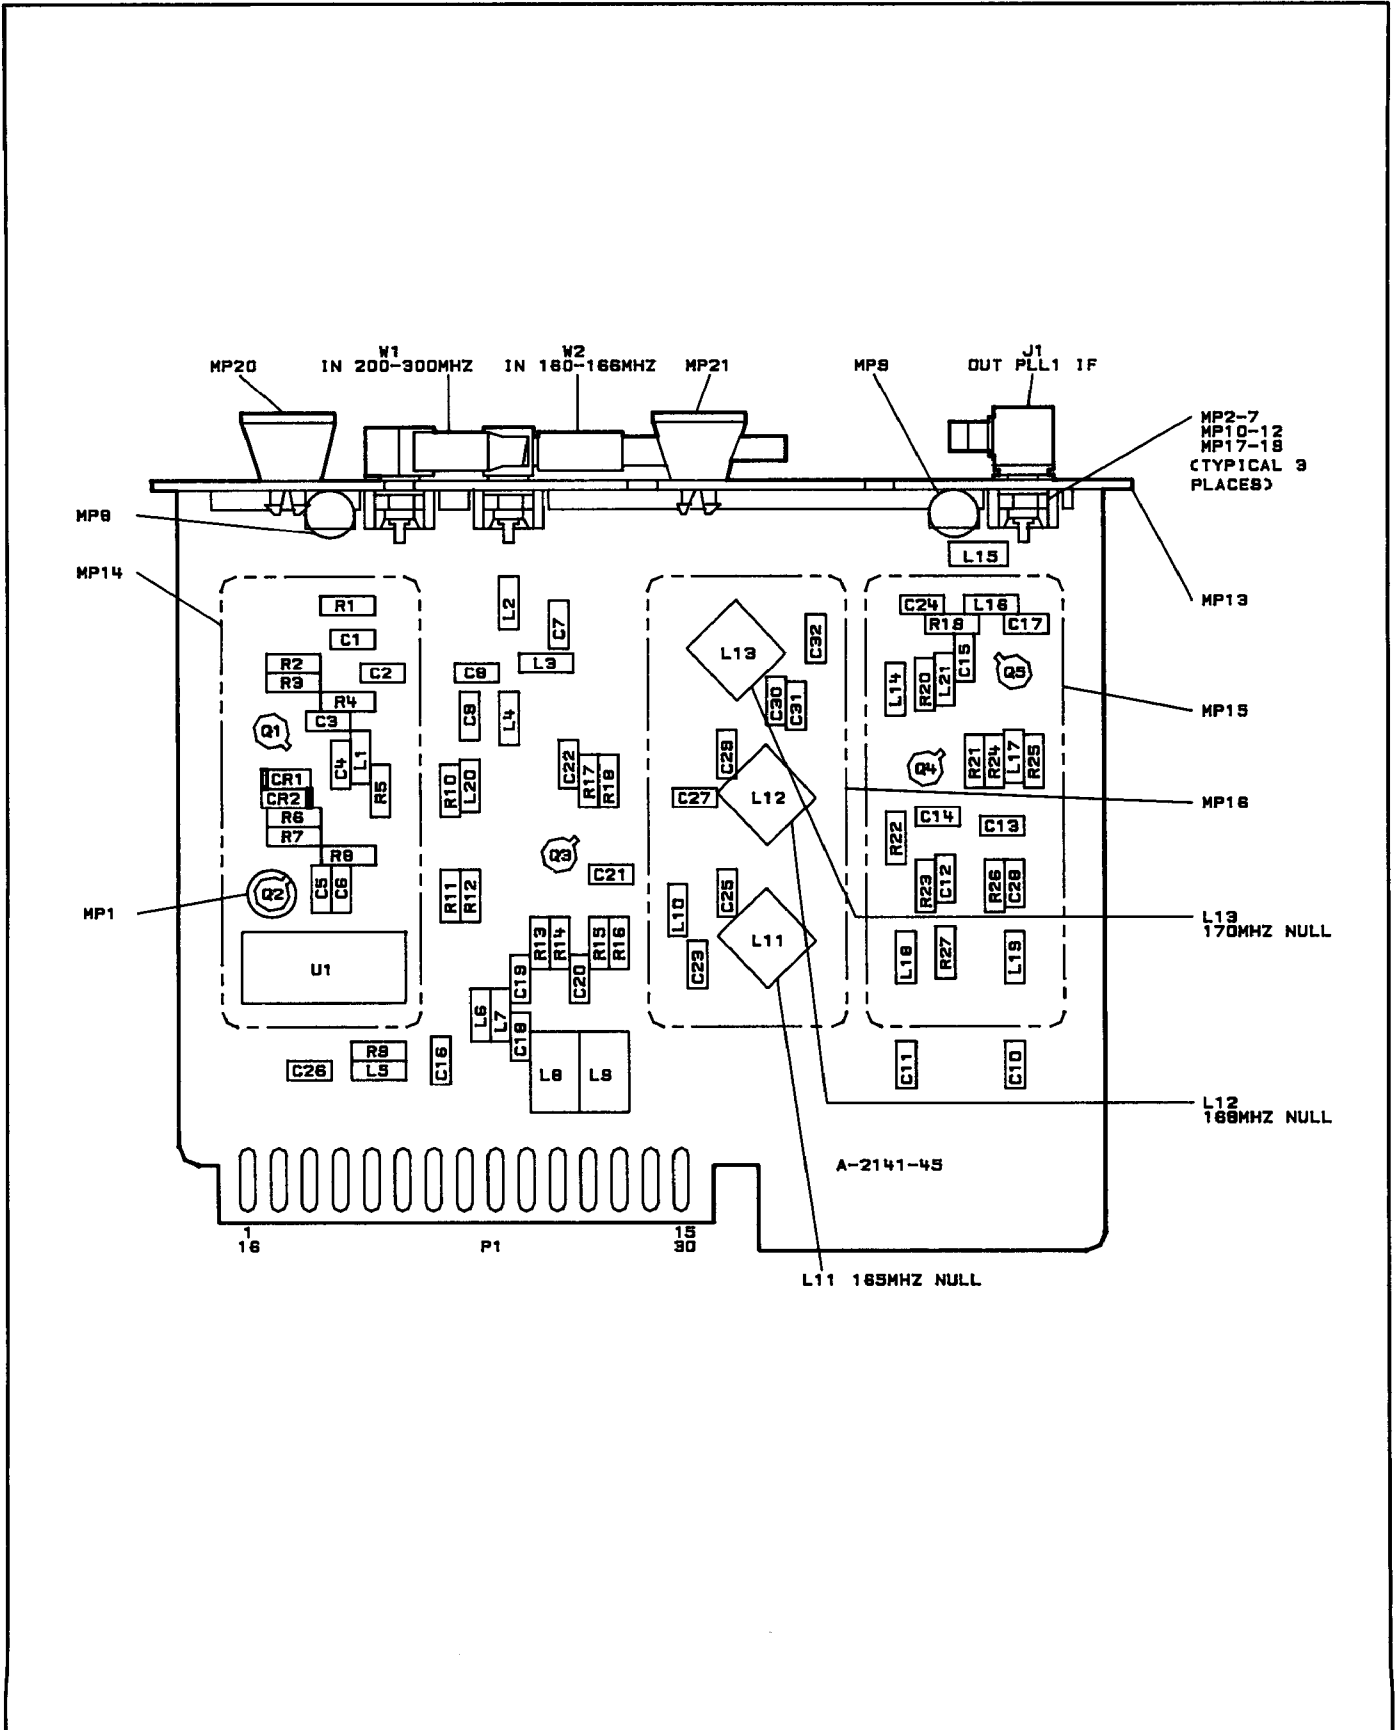 W1
W2
J1
MP20
IN 200-300MHZ
IN 160-166MHZ
MP21
MP9
OUT PLL1 IF
MP2-7
MP10-12
MP17-18
(TYPICAL 3
PLACES)
MP8
MP14
L15
MP13
R1
L2
C7
C24
L16
C1
R18
C17
C32
L13
R2
C2
C8
L3
C15
R3
L14
R20
L21
Q5
R4
C30
C31
MP15
C3
C9
L4
Q1
C4
L1
C29
C22
R17
R18
Q4
R21
R24
L17
R25
CR1
R5
R10
L20
CR2
C27
L12
MP16
R6
C14
C13
R7
R22
R8
Q3
C21
Q2
C5
C6
R11
R12
C25
R23
C12
R26
C28
MP1
L10
L13
170MHZ NULL
R13
R14
R15
R16
L11
U1
C23
L18
R27
L19
C19
C20
L6
L7
C18
R9
C16
C26
L5
L8
L9
C11
C10
L12
168MHZ NULL
A-2141-45
1
15
16
P1
30
L11 165MHZ NULL